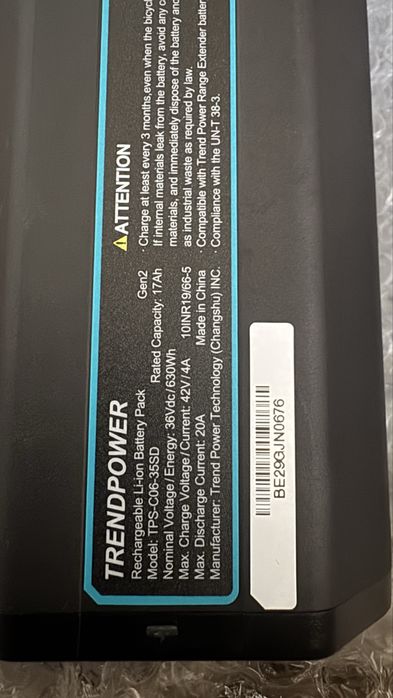 TRENDPOWER
Rechargeable Li-ion Battery Pack
Model: TPS-C06-35SD Gen2
Nominal Voltage / Energy: 36Vdc / 630Wh Rated Capacity: 17Ah
Max. Charge Voltage / Current: 42V / 4A 10INR19/66-5
Max. Discharge Current: 20A Made in China
Manufacturer: Trend Power Technology (Changshu) INC.
ATTENTION
· Charge at least every 3 months,even when the
If internal materials leak from the battery, avoid any
materials, and immediately dispose of the battery
as industrial waste as required by law.
· Compatible with Trend Power Range Extender
· Compliance with the UN-T 38-3.
BE29GJN0676